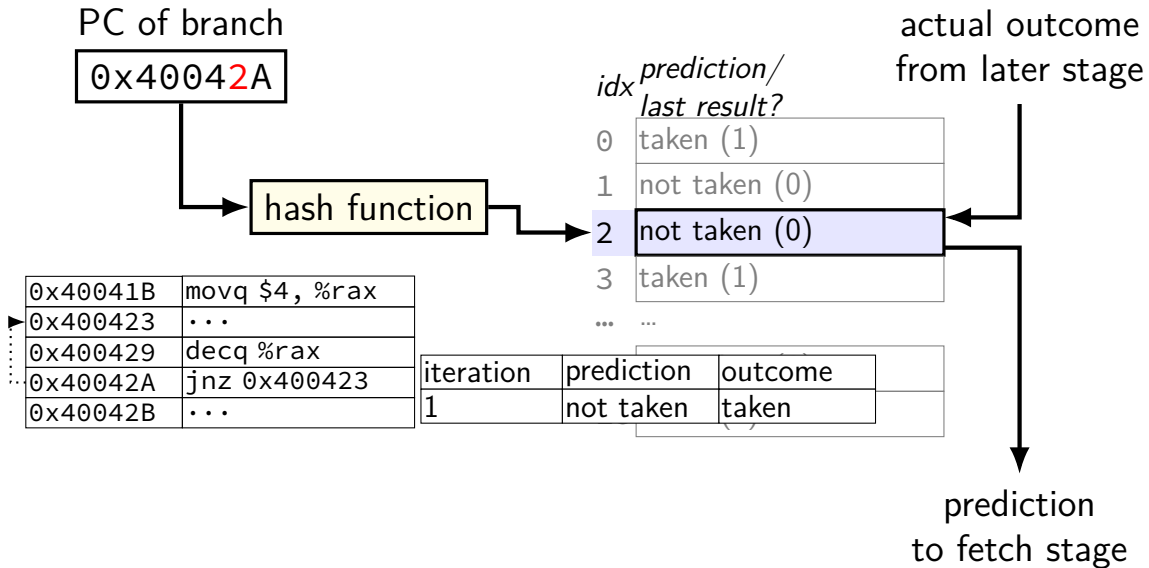 PC of branch
0x40042A
hash function
idx
prediction/
last result?
0 taken (1)
1 not taken (0)
2 not taken (0)
3 taken (1)
... ...
actual outcome
from later stage
prediction
to fetch stage
0x40041B movq $4, %rax
0x400423 ...
0x400429 decq %rax
0x40042A jnz 0x400423
0x40042B ...
iteration prediction outcome
1 not taken taken